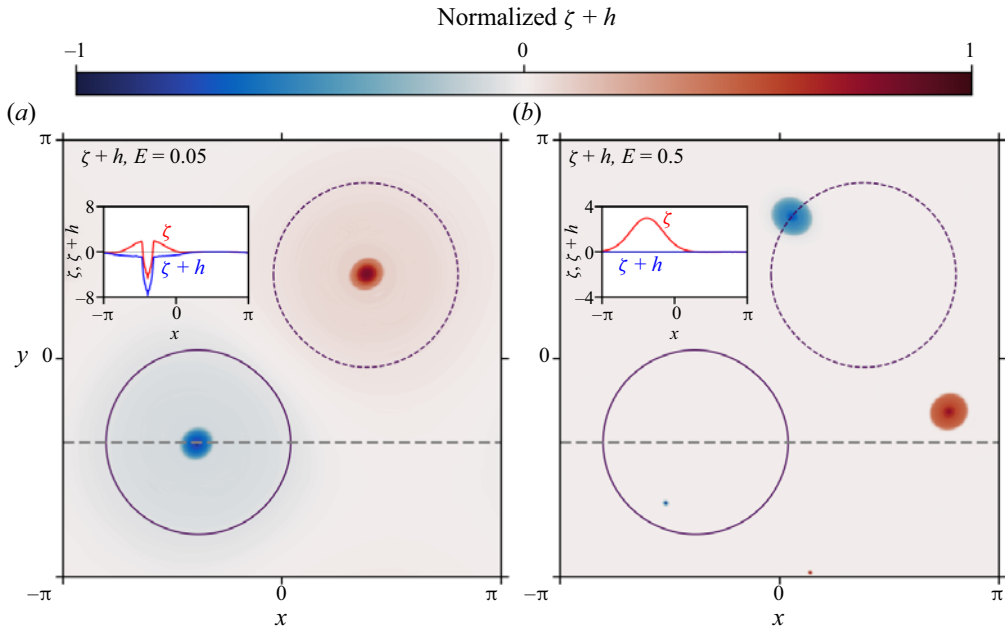 Normalized ζ + h
−1 0 1
(a) (b)
π
ζ + h, E = 0.05
8
0
−8
ζ, ζ + h
ζ
ζ + h
−π 0 π
x
y
0
−π
−π 0 π
x
π
ζ + h, E = 0.5
4
0
−4
ζ, ζ + h
ζ
ζ + h
−π 0 π
x
0
−π
−π 0 π
x